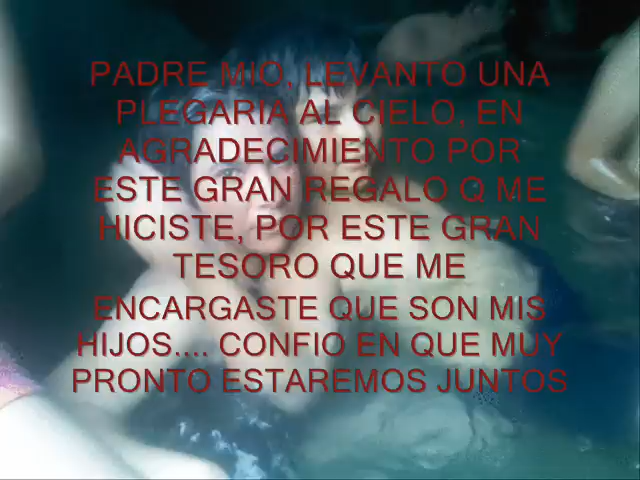 PADRE MIO, LEVANTO UNA
PLEGARIA AL CIELO, EN
AGRADECIMIENTO POR
ESTE GRAN REGALO Q ME
HICISTE, POR ESTE GRAN
TESORO QUE ME
ENCARGASTE QUE SON MIS
HIJOS.... CONFIO EN QUE MUY
PRONTO ESTAREMOS JUNTOS